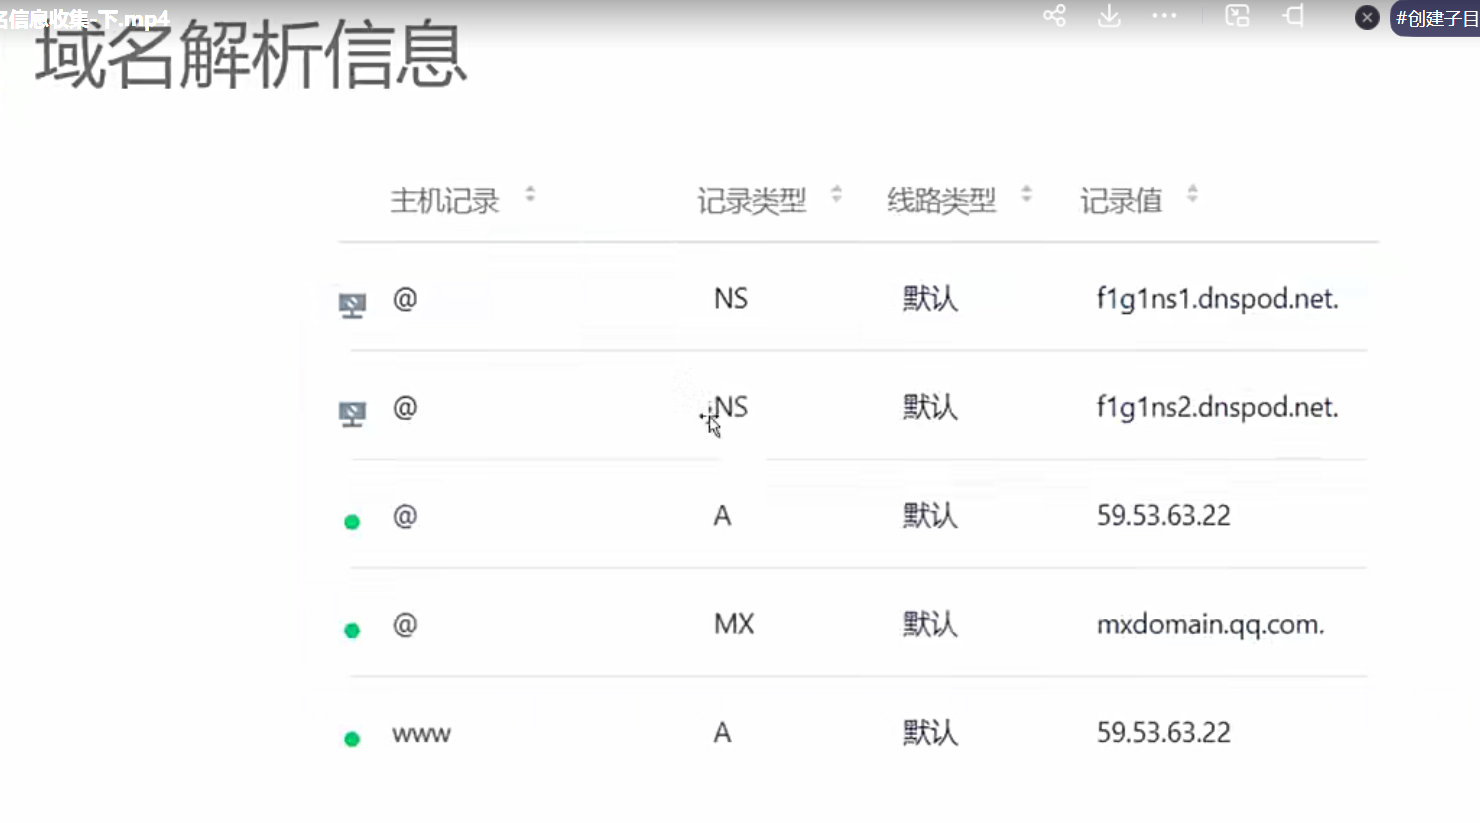 名信息收集-下.mp4
#创建子目
域名解析信息
主机记录 记录类型 线路类型 记录值
@ NS 默认 f1g1ns1.dnspod.net.
@ NS 默认 f1g1ns2.dnspod.net.
@ A 默认 59.53.63.22
@ MX 默认 mxdomain.qq.com.
www A 默认 59.53.63.22